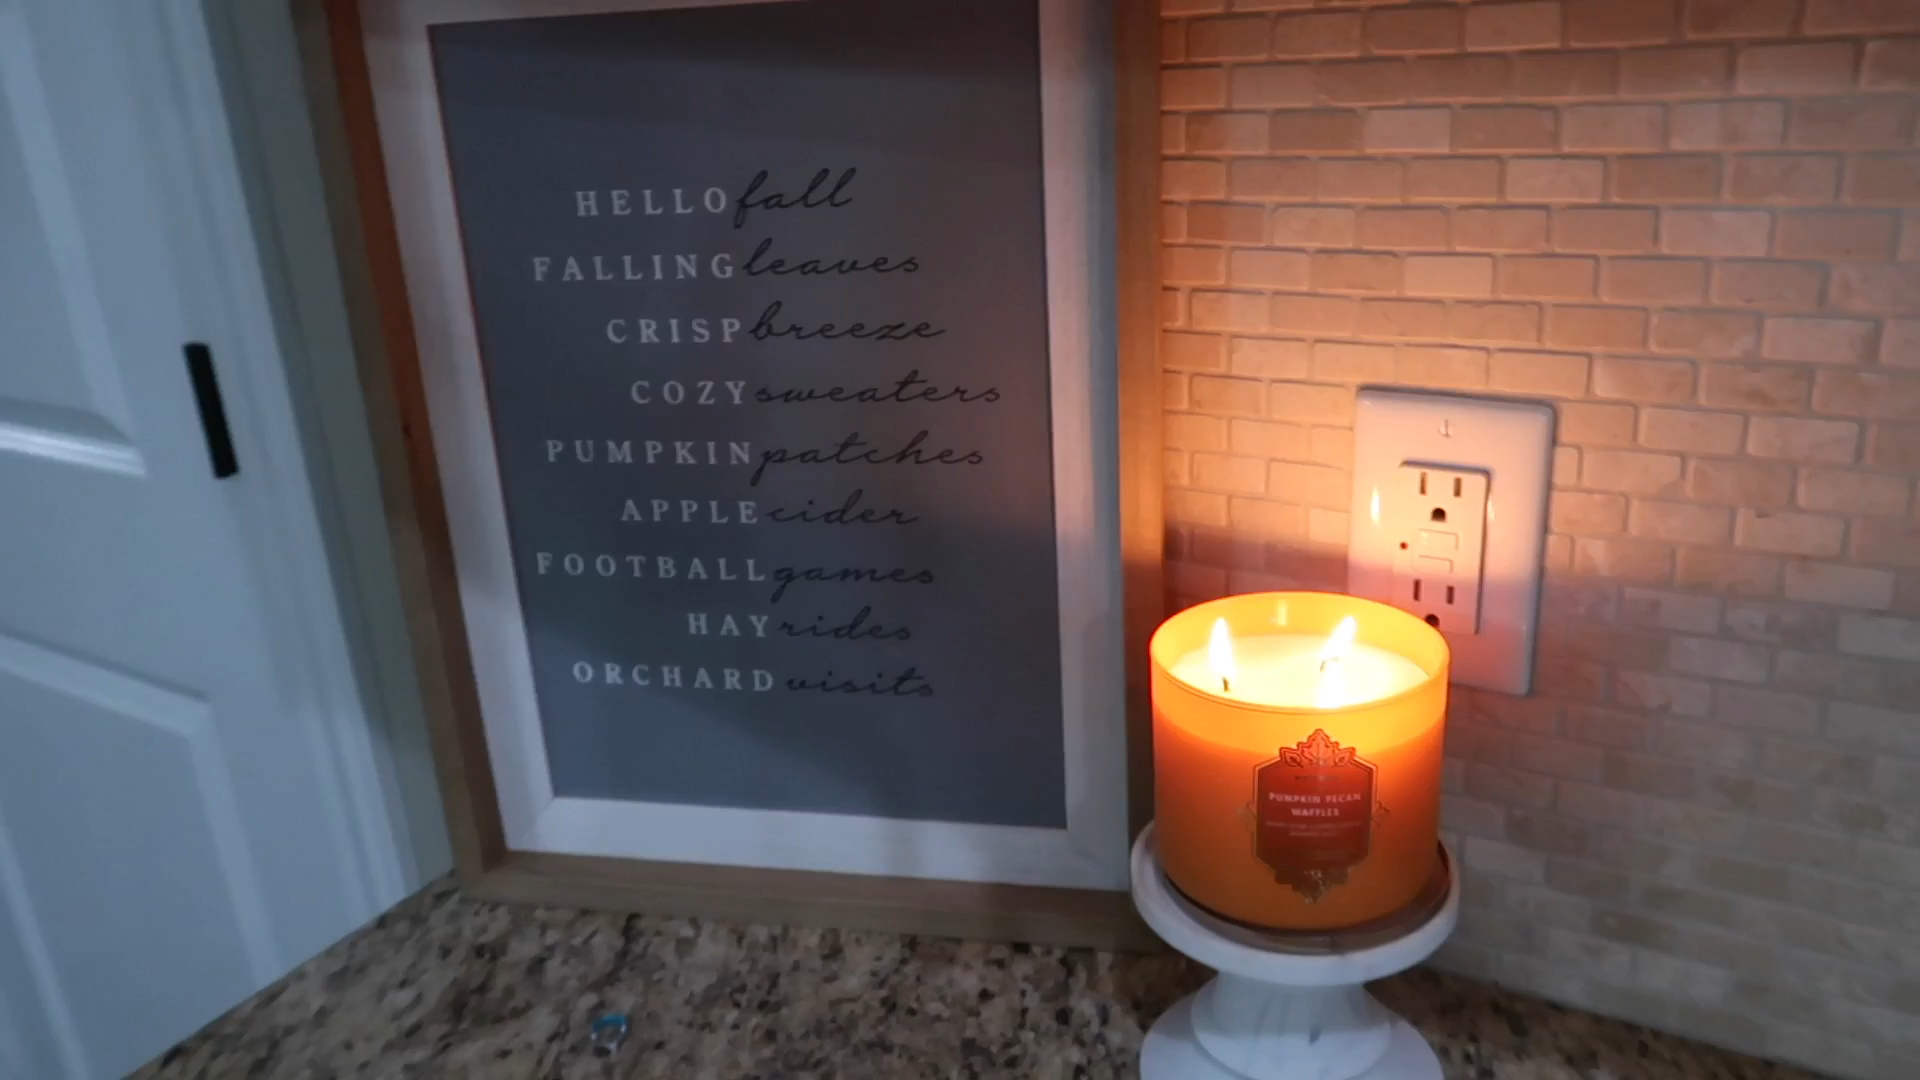 HELLO fall
FALLING leaves
CRISP breeze
COZY sweaters
PUMPKIN patches
APPLE cider
FOOTBALL games
HAY rides
ORCHARD visits
PUMPKIN PECAN
WAFFLES